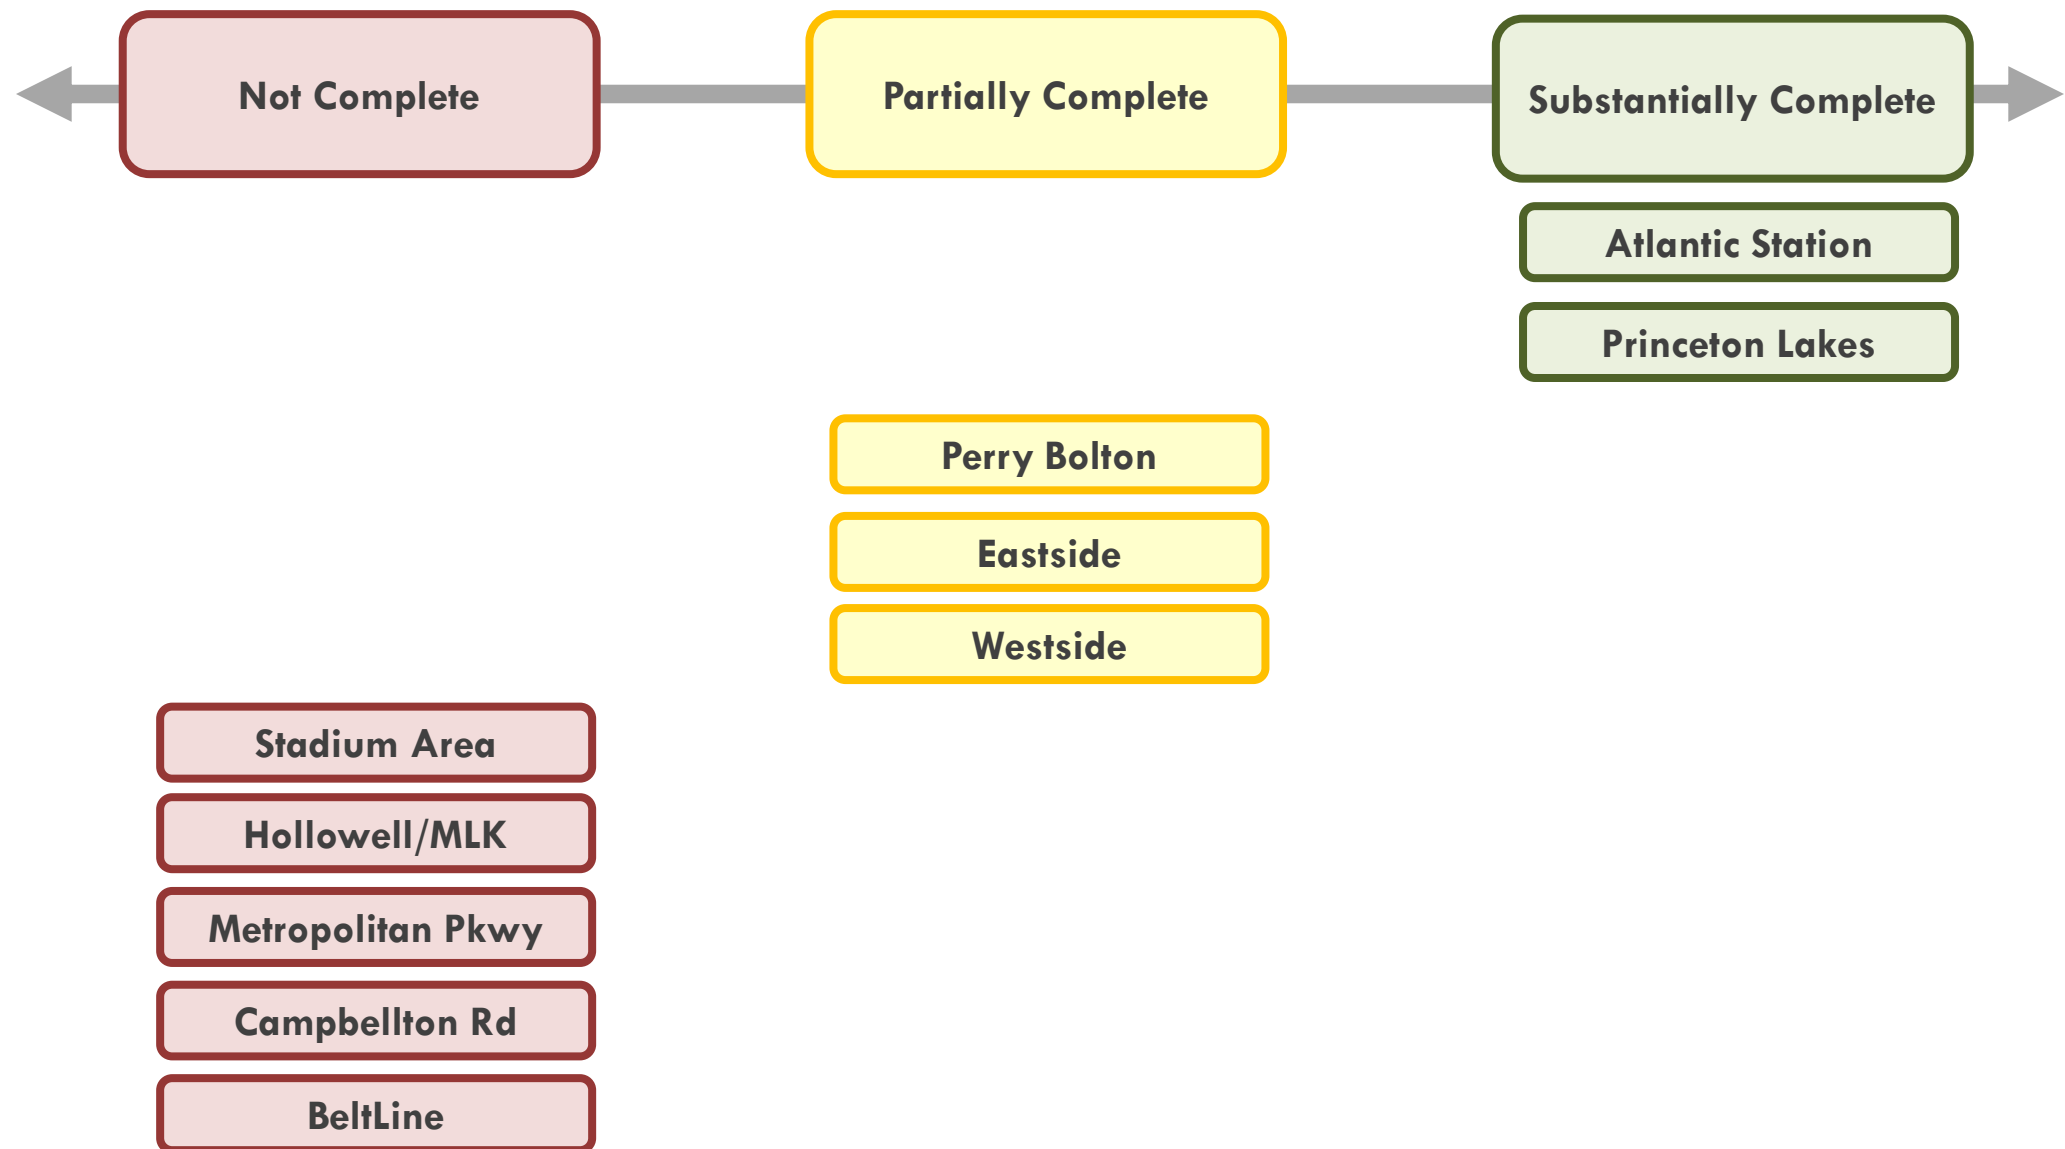 Not Complete
Partially Complete
Substantially Complete
Atlantic Station
Princeton Lakes
Perry Bolton
Eastside
Westside
Stadium Area
Hollowell/MLK
Metropolitan Pkwy
Campbellton Rd
BeltLine